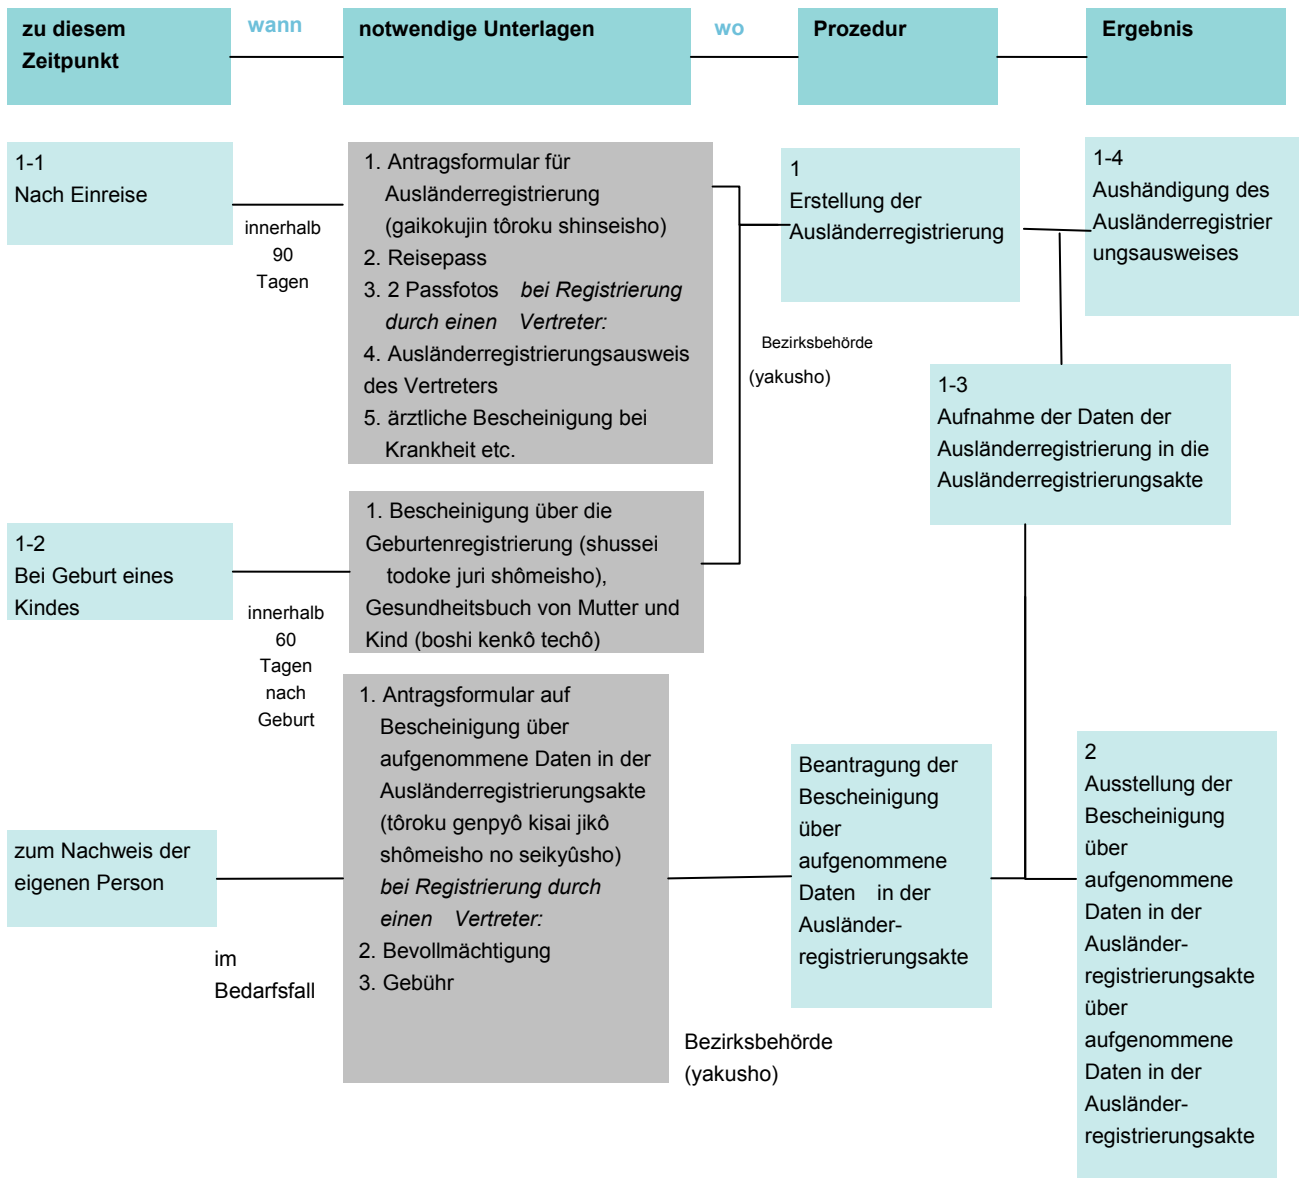 zu diesem
Zeitpunkt
wann
notwendige Unterlagen
wo
Prozedur
Ergebnis
1-1
Nach Einreise
innerhalb
90
Tagen
1. Antragsformular für
Ausländerregistrierung
(gaikokujin tôroku shinseisho)
2. Reisepass
3. 2 Passfotos bei Registrierung
durch einen Vertreter:
4. Ausländerregistrierungsausweis
des Vertreters
5. ärztliche Bescheinigung bei
Krankheit etc.
1
Erstellung der
Ausländerregistrierung
Bezirksbehörde
(yakusho)
1-4
Aushändigung des
Ausländerregistrier
ungsausweises
1-3
Aufnahme der Daten der
Ausländerregistrierung in die
Ausländerregistrierungsakte
1-2
Bei Geburt eines
Kindes
innerhalb
60
Tagen
nach
Geburt
1. Bescheinigung über die
Geburtenregistrierung (shussei
todoke juri shômeisho),
Gesundheitsbuch von Mutter und
Kind (boshi kenkô techô)
zum Nachweis der
eigenen Person
im
Bedarfsfall
1. Antragsformular auf
Bescheinigung über
aufgenommene Daten in der
Ausländerregistrierungsakte
(tôroku genpyô kisai jikô
shômeisho no seikyûsho)
bei Registrierung durch
einen Vertreter:
2. Bevollmächtigung
3. Gebühr
Bezirksbehörde
(yakusho)
Beantragung der
Bescheinigung
über
aufgenommene
Daten in der
Ausländer-
registrierungsakte
2
Ausstellung der
Bescheinigung
über
aufgenommene
Daten in der
Ausländer-
registrierungsakte
über
aufgenommene
Daten in der
Ausländer-
registrierungsakte